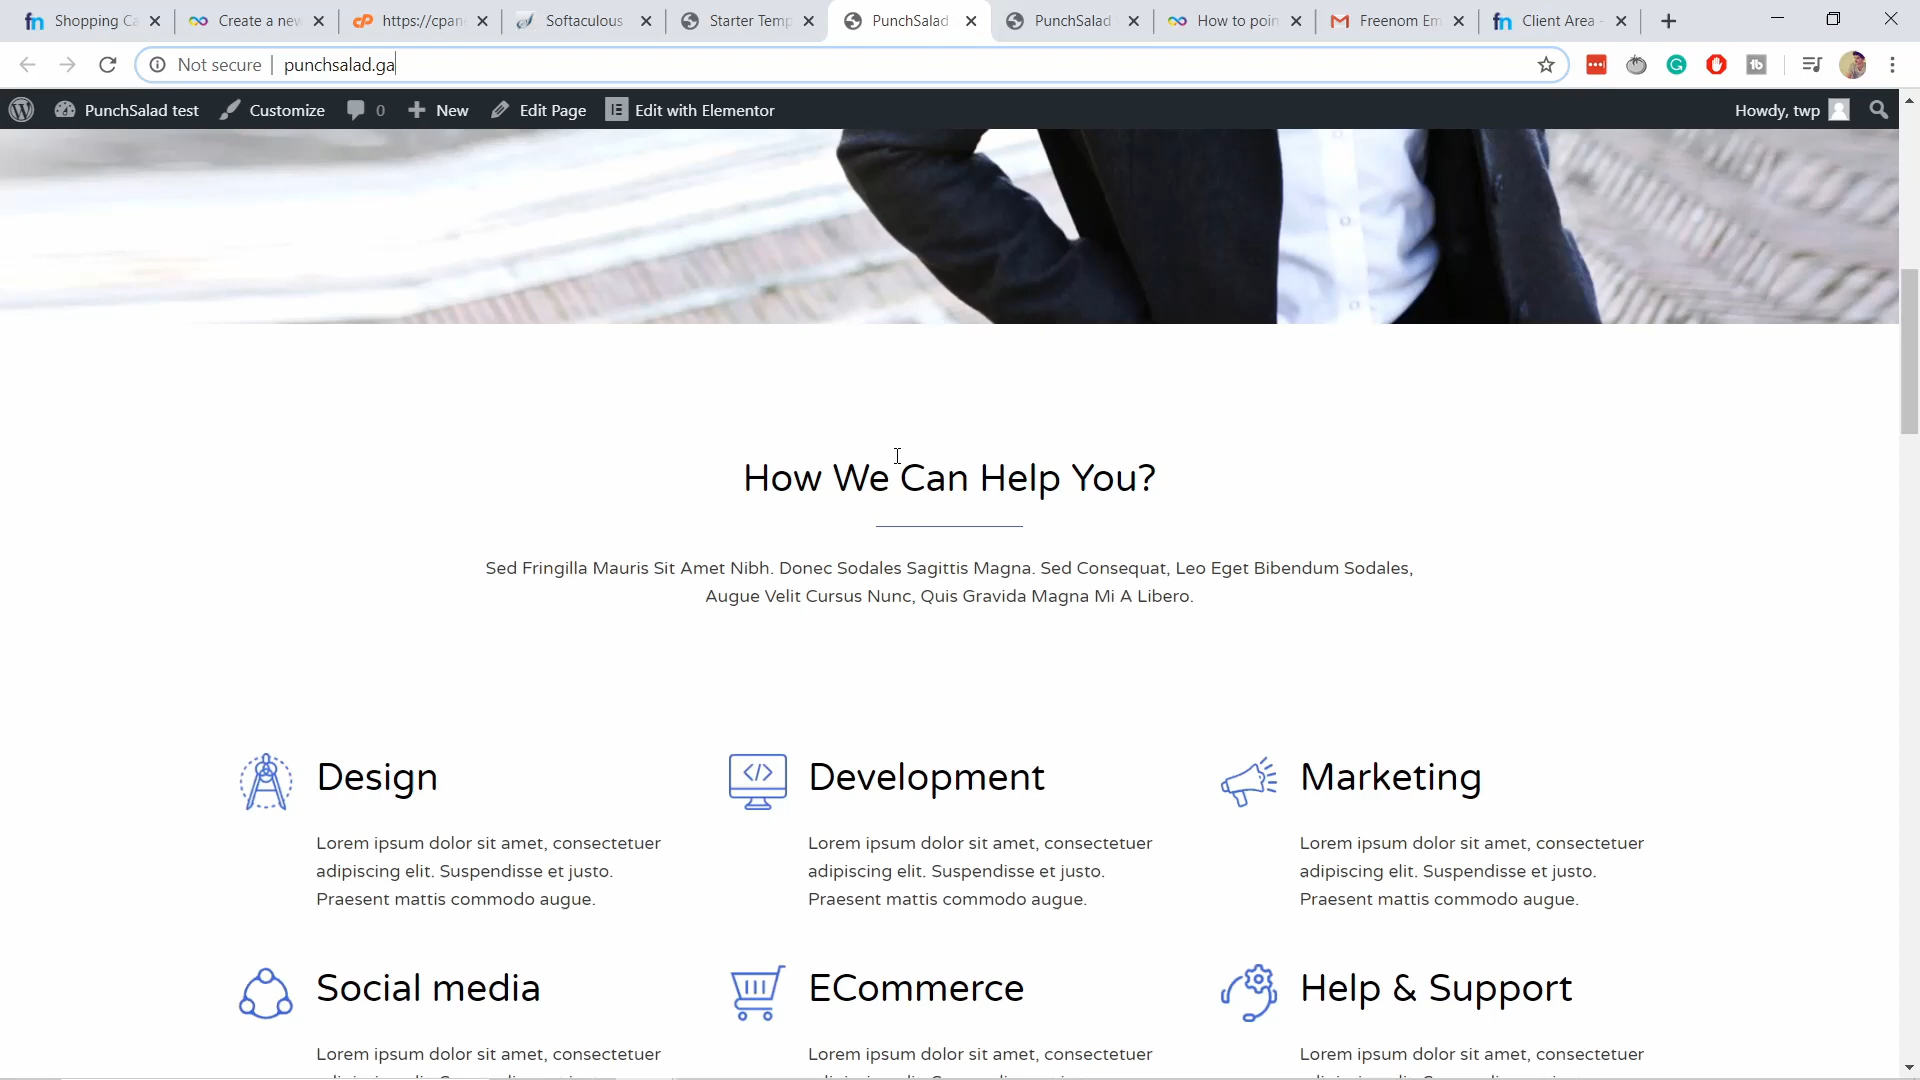 Shopping Ca
Create a new
https://cpan
Softaculous
Starter Temp
PunchSalad
PunchSalad
How to poin
Freenom Em
Client Area -
Not secure | punchsalad.ga
PunchSalad test
Customize
0
New
Edit Page
Edit with Elementor
Howdy, twp
How We Can Help You?
Sed Fringilla Mauris Sit Amet Nibh. Donec Sodales Sagittis Magna. Sed Consequat, Leo Eget Bibendum Sodales,
Augue Velit Cursus Nunc, Quis Gravida Magna Mi A Libero.
Design
Lorem ipsum dolor sit amet, consectetuer
adipiscing elit. Suspendisse et justo.
Praesent mattis commodo augue.
Development
Lorem ipsum dolor sit amet, consectetuer
adipiscing elit. Suspendisse et justo.
Praesent mattis commodo augue.
Marketing
Lorem ipsum dolor sit amet, consectetuer
adipiscing elit. Suspendisse et justo.
Praesent mattis commodo augue.
Social media
Lorem ipsum dolor sit amet, consectetuer
ECommerce
Lorem ipsum dolor sit amet, consectetuer
Help & Support
Lorem ipsum dolor sit amet, consectetuer